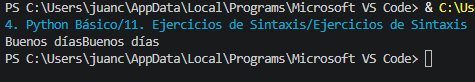 PS C:\Users\juanc\AppData\Local\Programs\Microsoft VS Code> & C:\Us
4. Python Básico/11. Ejercicios de Sintaxis/Ejercicios de Sintaxis
Buenos díasBuenos días
PS C:\Users\juanc\AppData\Local\Programs\Microsoft VS Code>